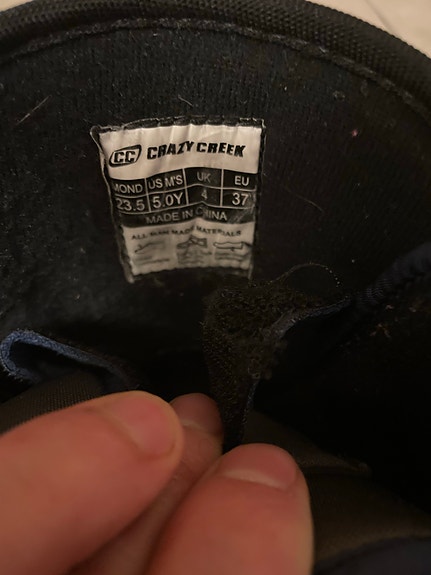 CC CRAZY CREEK
MOND US M'S UK EU
23.5 5.0Y 4 37
MADE IN CHINA
ALL MAN MADE MATERIALS